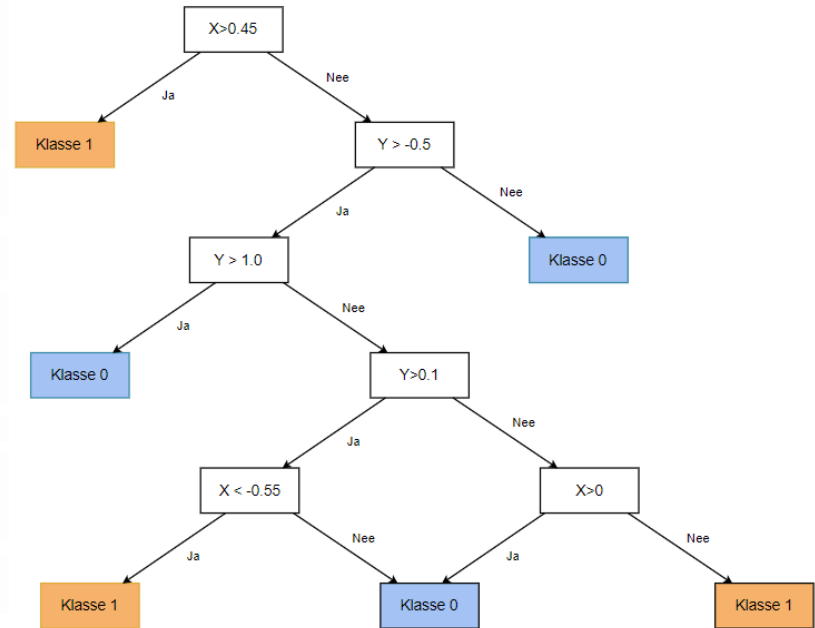 X>0.45
Ja
Nee
Klasse 1
Y > -0.5
Ja
Nee
Y > 1.0
Klasse 0
Ja
Nee
Klasse 0
Y>0.1
Ja
Nee
X < -0.55
X>0
Ja
Nee
Ja
Nee
Klasse 1
Klasse 0
Klasse 1